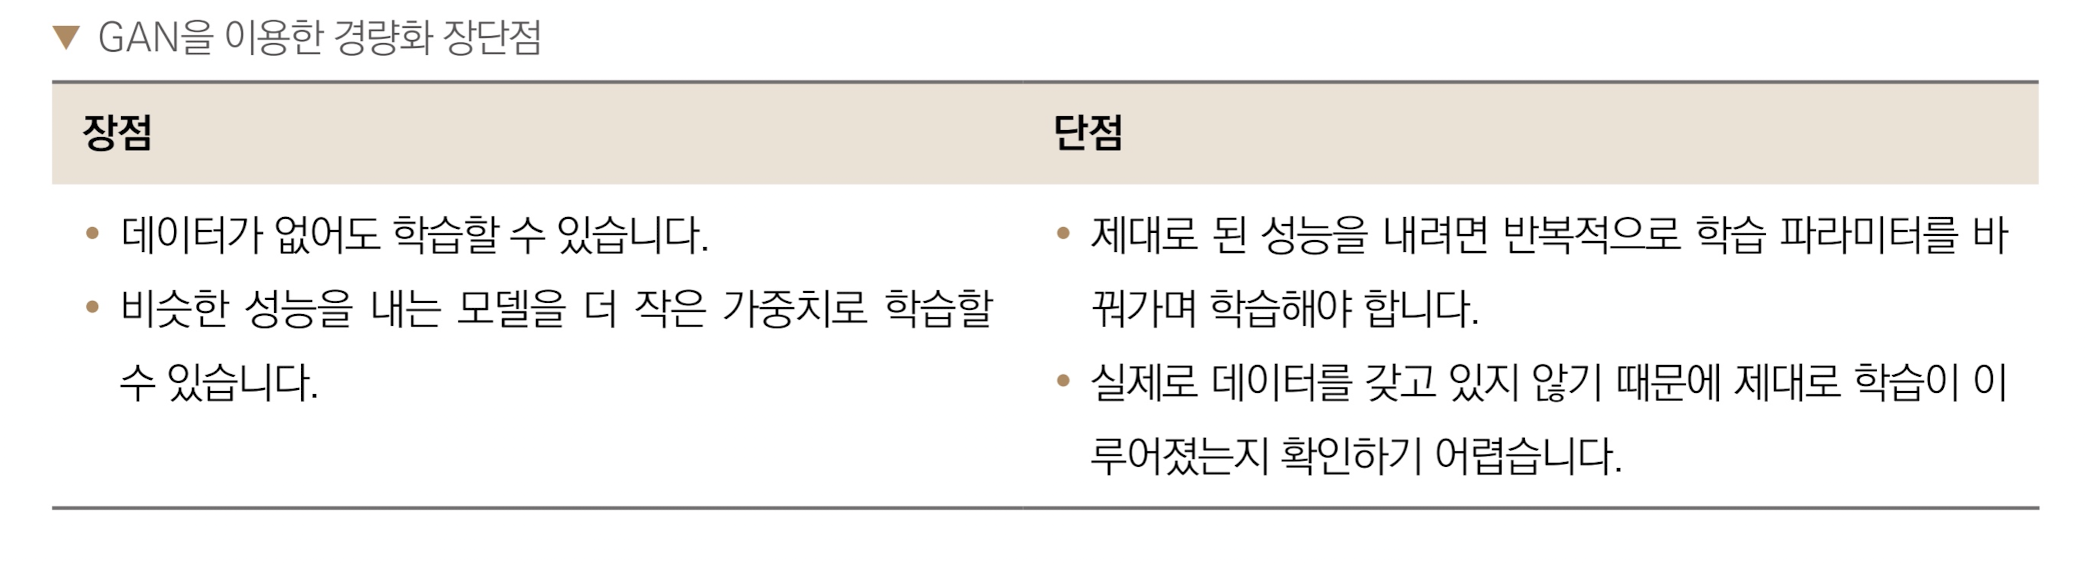 ▼ GAN을 이용한 경량화 장단점
장점
단점
• 데이터가 없어도 학습할 수 있습니다.
• 비슷한 성능을 내는 모델을 더 작은 가중치로 학습할
수 있습니다.
• 제대로 된 성능을 내려면 반복적으로 학습 파라미터를 바
꿔가며 학습해야 합니다.
• 실제로 데이터를 갖고 있지 않기 때문에 제대로 학습이 이
루어졌는지 확인하기 어렵습니다.